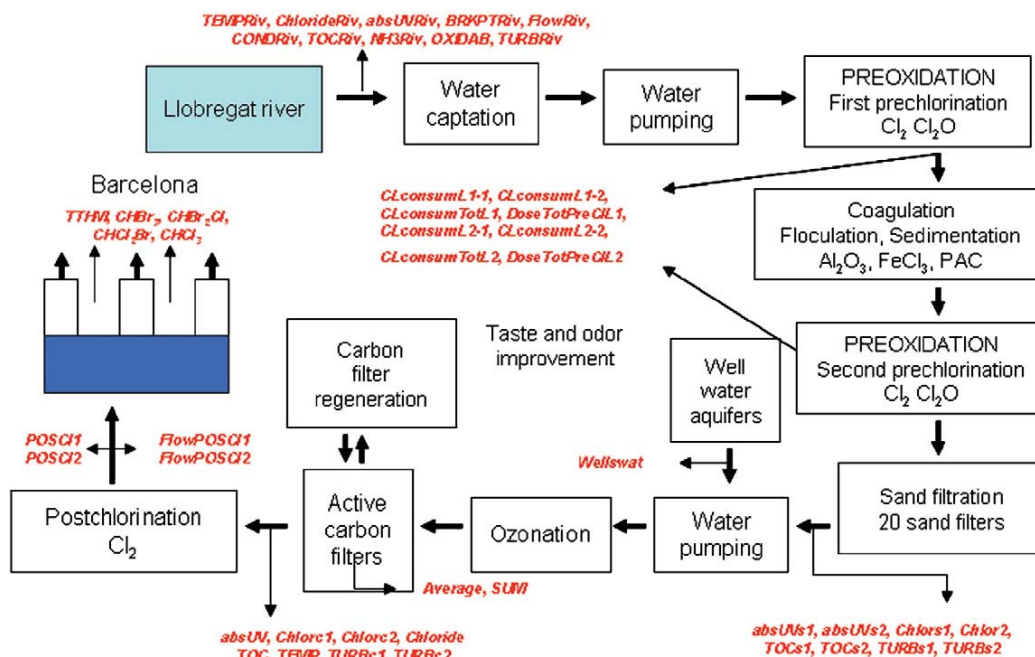 TEMPRiv, ChlorideRiv, absUVRiv, BRKPTRiv, FlowRiv,
CONDRiv, TOCRiv, NH3Riv, OXIDAB, TURBRiv
Llobregat river
Water
captation
Water
pumping
PREOXIDATION
First prechlorination
Cl₂ Cl₂O
Barcelona
TTHM, CHBr₃, CHBr₂Cl,
CHCl₂Br, CHCl₃
CLconsumL1-1, CLconsumL1-2,
CLconsumTotL1, DoseTotPreClL1,
CLconsumL2-1, CLconsumL2-2,
CLconsumTotL2, DoseTotPreClL2
Coagulation
Floculation, Sedimentation
Al₂O₃, FeCl₃, PAC
Carbon
filter
regeneration
Taste and odor
improvement
Well
water
aquifers
PREOXIDATION
Second prechlorination
Cl₂ Cl₂O
POSCl1
POSCl2
FlowPOSCl1
FlowPOSCl2
Wellswat
Postchlorination
Cl₂
Active
carbon
filters
Ozonation
Water
pumping
Sand filtration
20 sand filters
Average, SUM
absUV, Chlorc1, Chlorc2, Chloride
TOC, TEMP, TURBc1, TURBs2
absUVs1, absUVs2, Chlors1, Chlor2,
TOCs1, TOCs2, TURBs1, TURBs2